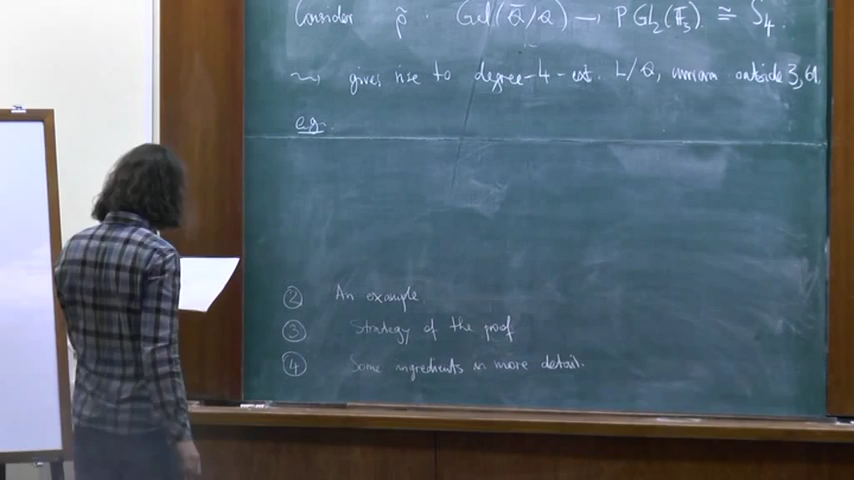 Consider ρ̃ : Gal(Q̄/Q) → PGL₂(F₃) ≅ S₄.
⇝ gives rise to degree-4-ext. L/Q, unram outside 3, 61.
e.g.
② An example
③ Strategy of the proof
④ Some ingredients in more detail.